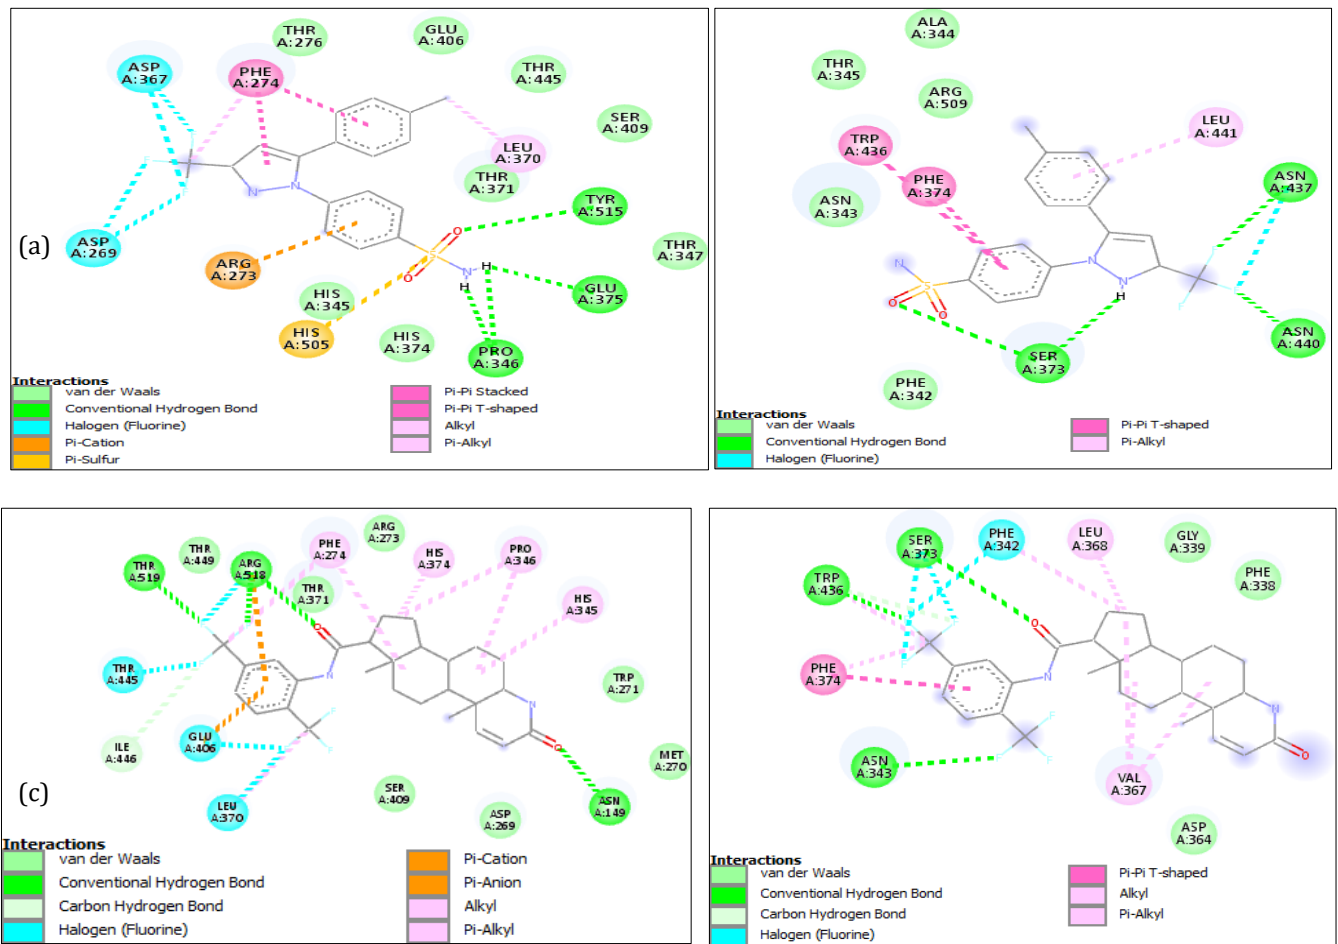 THR
A:276
GLU
A:406
ASP
A:367
PHE
A:274
THR
A:445
SER
A:409
LEU
A:370
THR
A:371
TYR
A:515
(a)
ASP
A:269
THR
A:347
ARG
A:273
N
N
O
S
O
N
H
H
GLU
A:375
HIS
A:345
HIS
A:505
HIS
A:374
PRO
A:346
Interactions
van der Waals
Conventional Hydrogen Bond
Halogen (Fluorine)
Pi-Cation
Pi-Sulfur
Pi-Pi Stacked
Pi-Pi T-shaped
Alkyl
Pi-Alkyl
ALA
A:344
THR
A:345
ARG
A:509
LEU
A:441
TRP
A:436
PHE
A:374
ASN
A:437
ASN
A:343
N
S
O
O
N
N
H
F
F
F
ASN
A:440
SER
A:373
PHE
A:342
Interactions
van der Waals
Conventional Hydrogen Bond
Halogen (Fluorine)
Pi-Pi T-shaped
Pi-Alkyl
ARG
A:273
THR
A:449
PHE
A:274
HIS
A:374
PRO
A:346
THR
A:519
ARG
A:518
THR
A:371
HIS
A:345
O
N
THR
A:445
TRP
A:271
N
O
ILE
A:446
GLU
A:406
MET
A:270
(c)
LEU
A:370
SER
A:409
ASP
A:269
ASN
A:149
Interactions
van der Waals
Conventional Hydrogen Bond
Carbon Hydrogen Bond
Halogen (Fluorine)
Pi-Cation
Pi-Anion
Alkyl
Pi-Alkyl
SER
A:373
PHE
A:342
LEU
A:368
GLY
A:339
TRP
A:436
PHE
A:338
O
N
PHE
A:374
N
O
ASN
A:343
VAL
A:367
ASP
A:364
Interactions
van der Waals
Conventional Hydrogen Bond
Carbon Hydrogen Bond
Halogen (Fluorine)
Pi-Pi T-shaped
Alkyl
Pi-Alkyl